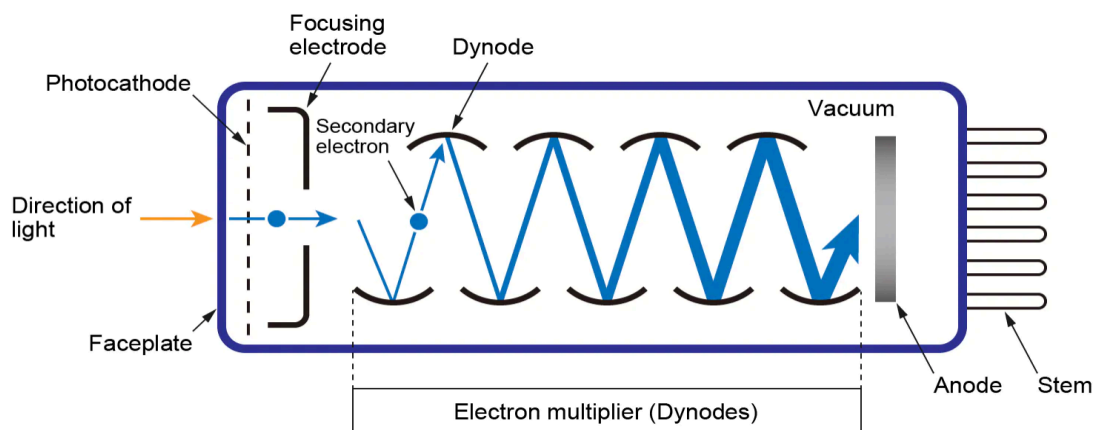 Focusing
electrode
Dynode
Photocathode
Vacuum
Secondary
electron
Direction of
light
Faceplate
Anode
Stem
Electron multiplier (Dynodes)